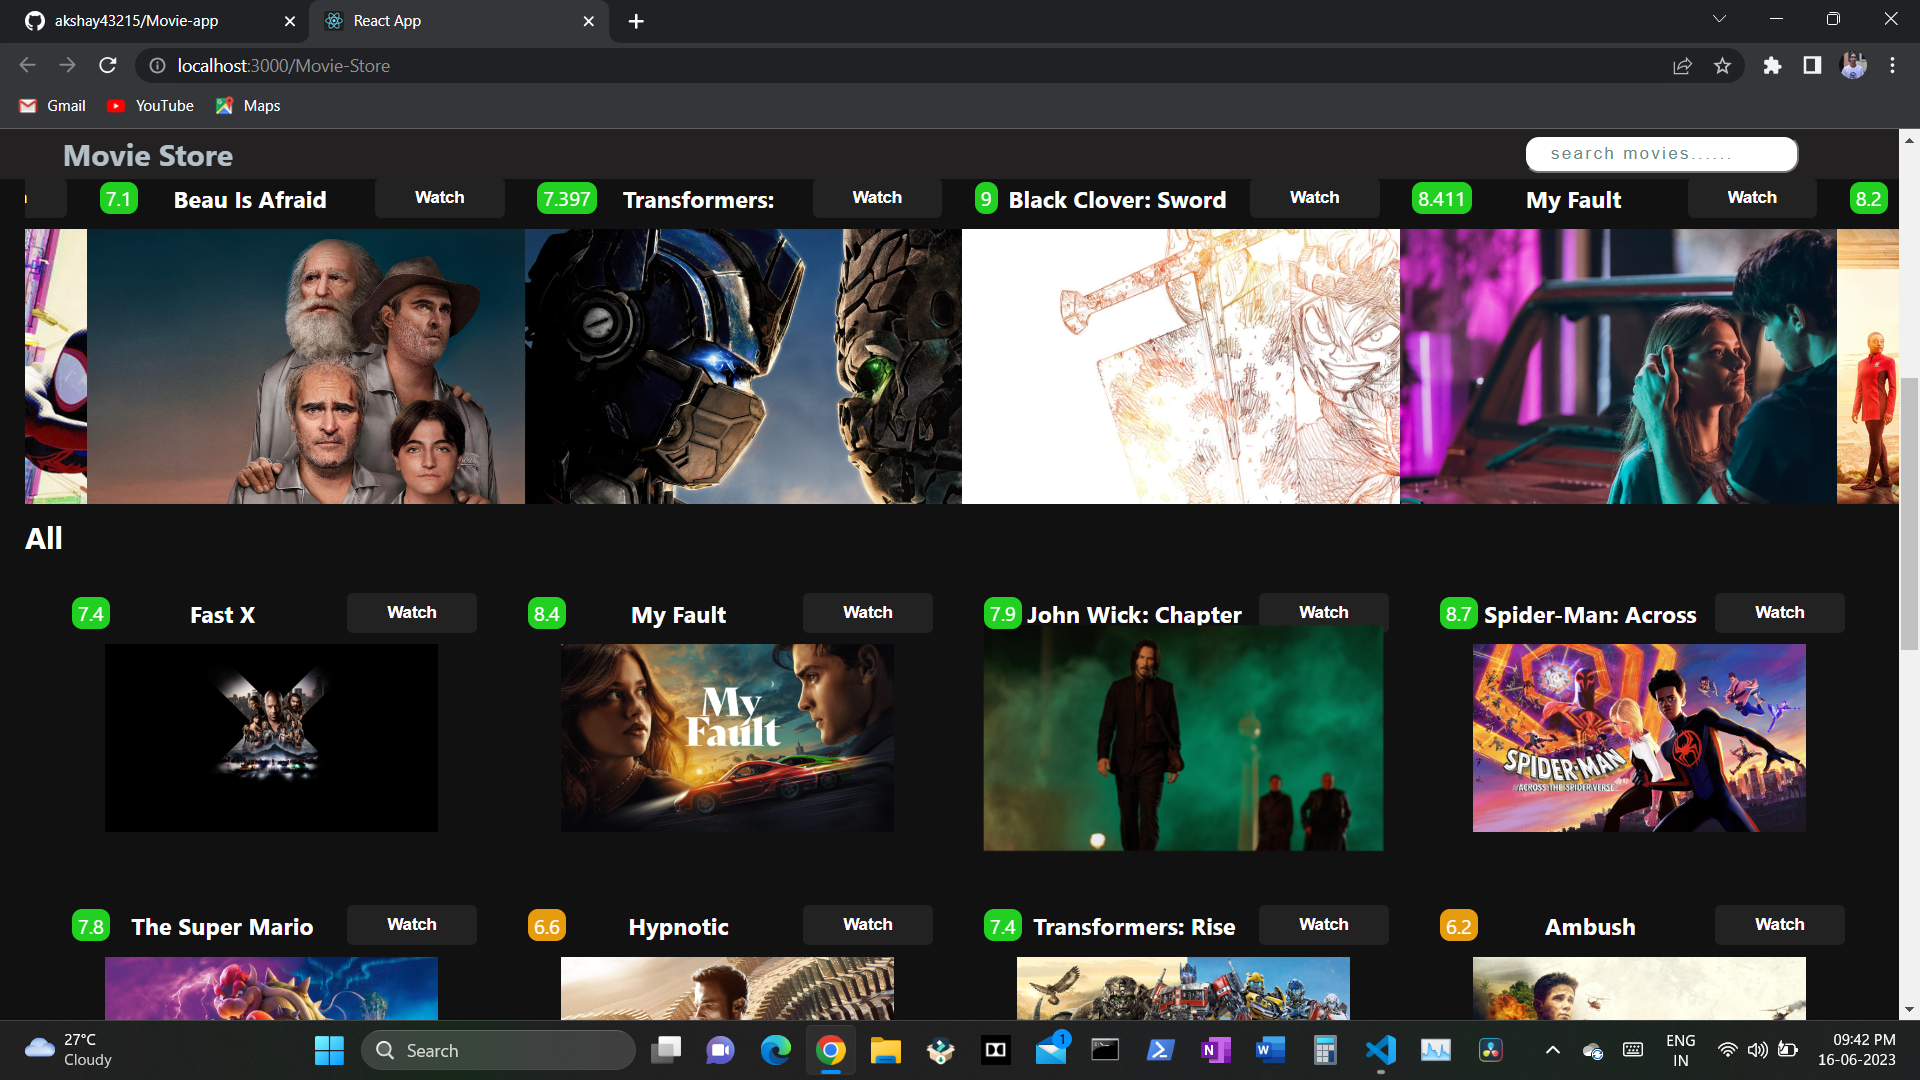 akshay43215/Movie-app
React App
localhost:3000/Movie-Store
Gmail
YouTube
Maps
Movie Store
search movies......
7.1 Beau Is Afraid Watch
7.397 Transformers: Watch
9 Black Clover: Sword Watch
8.411 My Fault Watch
8.2
All
7.4 Fast X Watch
8.4 My Fault Watch
7.9 John Wick: Chapter Watch
8.7 Spider-Man: Across Watch
My
Fault
SPIDER-MAN
ACROSS THE SPIDER-VERSE
7.8 The Super Mario Watch
6.6 Hypnotic Watch
7.4 Transformers: Rise Watch
6.2 Ambush Watch
27°C
Cloudy
Search
1
ENG
IN
09:42 PM
16-06-2023